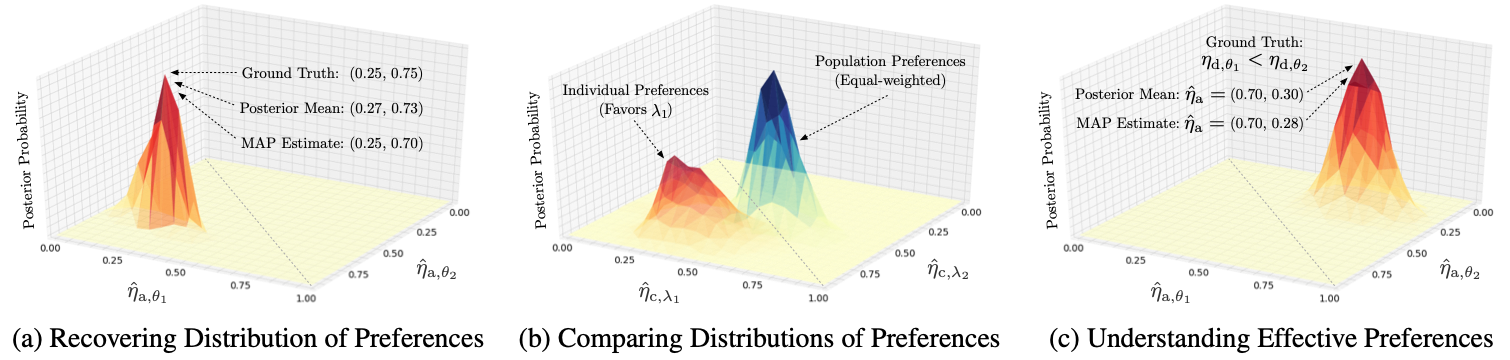 Posterior Probability
Ground Truth: (0.25, 0.75)
Posterior Mean: (0.27, 0.73)
MAP Estimate: (0.25, 0.70)
0.00
0.25
0.50
0.75
1.00
0.75
0.50
0.25
0.00
η̂a,θ1
η̂a,θ2
(a) Recovering Distribution of Preferences
Posterior Probability
Individual Preferences
(Favors λ1)
Population Preferences
(Equal-weighted)
0.00
0.25
0.50
0.75
1.00
0.75
0.50
0.25
0.00
η̂c,λ1
η̂c,λ2
(b) Comparing Distributions of Preferences
Posterior Probability
Ground Truth:
ηd,θ1 < ηd,θ2
Posterior Mean: η̂a = (0.70, 0.30)
MAP Estimate: η̂a = (0.70, 0.28)
0.00
0.25
0.50
0.75
1.00
0.75
0.50
0.25
0.00
η̂a,θ1
η̂a,θ2
(c) Understanding Effective Preferences